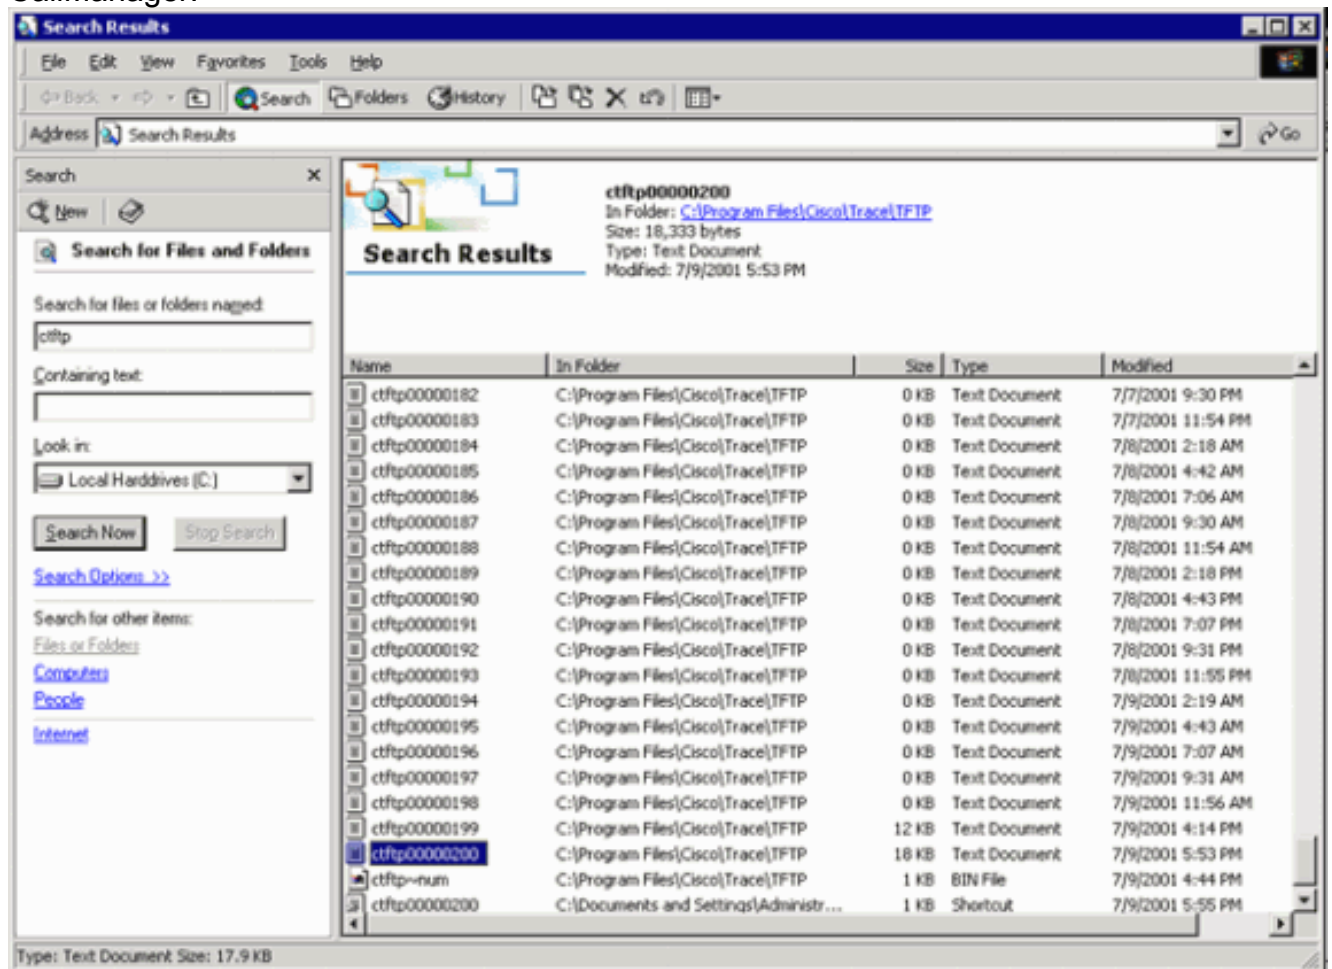 Search Results
File Edit View Favorites Tools Help
Back Search Folders History
Address Search Results Go
Search
New
Search for Files and Folders
Search for files or folders named:
ctftp
Containing text:
Look in:
Local Harddrives (C:)
Search Now Stop Search
Search Options >>
Search for other items:
Files or Folders
Computers
People
Internet
Search Results
ctftp00000200
In Folder: C:\Program Files\Cisco\Trace\TFTP
Size: 18,333 bytes
Type: Text Document
Modified: 7/9/2001 5:53 PM
Name In Folder Size Type Modified
ctftp00000182 C:\Program Files\Cisco\Trace\TFTP 0 KB Text Document 7/7/2001 9:30 PM
ctftp00000183 C:\Program Files\Cisco\Trace\TFTP 0 KB Text Document 7/7/2001 11:54 PM
ctftp00000184 C:\Program Files\Cisco\Trace\TFTP 0 KB Text Document 7/8/2001 2:18 AM
ctftp00000185 C:\Program Files\Cisco\Trace\TFTP 0 KB Text Document 7/8/2001 4:42 AM
ctftp00000186 C:\Program Files\Cisco\Trace\TFTP 0 KB Text Document 7/8/2001 7:06 AM
ctftp00000187 C:\Program Files\Cisco\Trace\TFTP 0 KB Text Document 7/8/2001 9:30 AM
ctftp00000188 C:\Program Files\Cisco\Trace\TFTP 0 KB Text Document 7/8/2001 11:54 AM
ctftp00000189 C:\Program Files\Cisco\Trace\TFTP 0 KB Text Document 7/8/2001 2:18 PM
ctftp00000190 C:\Program Files\Cisco\Trace\TFTP 0 KB Text Document 7/8/2001 4:43 PM
ctftp00000191 C:\Program Files\Cisco\Trace\TFTP 0 KB Text Document 7/8/2001 7:07 PM
ctftp00000192 C:\Program Files\Cisco\Trace\TFTP 0 KB Text Document 7/8/2001 9:31 PM
ctftp00000193 C:\Program Files\Cisco\Trace\TFTP 0 KB Text Document 7/8/2001 11:55 PM
ctftp00000194 C:\Program Files\Cisco\Trace\TFTP 0 KB Text Document 7/9/2001 2:19 AM
ctftp00000195 C:\Program Files\Cisco\Trace\TFTP 0 KB Text Document 7/9/2001 4:43 AM
ctftp00000196 C:\Program Files\Cisco\Trace\TFTP 0 KB Text Document 7/9/2001 7:07 AM
ctftp00000197 C:\Program Files\Cisco\Trace\TFTP 0 KB Text Document 7/9/2001 9:31 AM
ctftp00000198 C:\Program Files\Cisco\Trace\TFTP 0 KB Text Document 7/9/2001 11:56 AM
ctftp00000199 C:\Program Files\Cisco\Trace\TFTP 12 KB Text Document 7/9/2001 4:14 PM
ctftp00000200 C:\Program Files\Cisco\Trace\TFTP 18 KB Text Document 7/9/2001 5:53 PM
ctftp~num C:\Program Files\Cisco\Trace\TFTP 1 KB BIN File 7/9/2001 4:44 PM
ctftp00000200 C:\Documents and Settings\Administr... 1 KB Shortcut 7/9/2001 5:55 PM
Type: Text Document Size: 17.9 KB